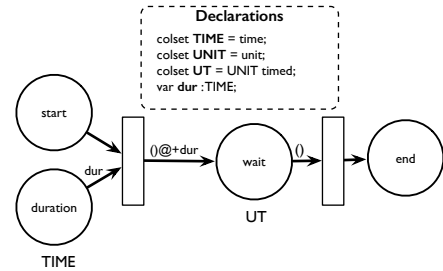 Declarations
colset TIME = time;
colset UNIT = unit;
colset UT = UNIT timed;
var dur : TIME;
start
()@+dur
wait
()
end
dur
duration
UT
TIME